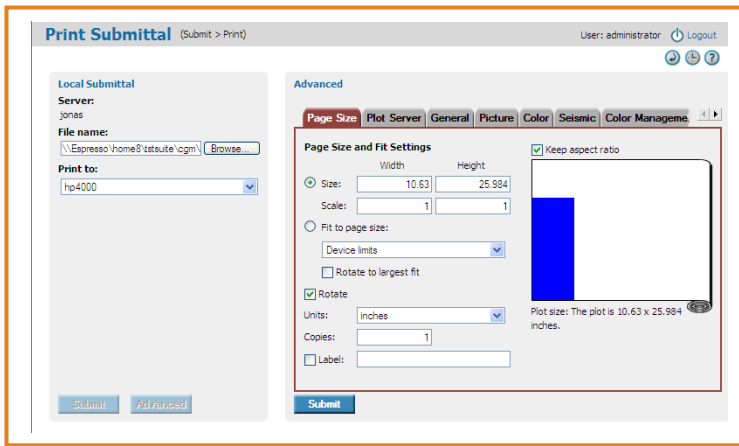 Print Submittal (Submit > Print)
User: administrator Logout
Local Submittal
Server:
jonas
File name:
\\Espresso\home8\tstsuite\cgm\ Browse...
Print to:
hp4000
Submit Advanced
Advanced
Page Size Plot Server General Picture Color Seismic Color Manageme
Page Size and Fit Settings
Width Height
Size: 10.63 25.984
Scale: 1 1
Fit to page size:
Device limits
Rotate to largest fit
Rotate
Units: inches
Copies: 1
Label:
Keep aspect ratio
Plot size: The plot is 10.63 x 25.984
inches.
Submit